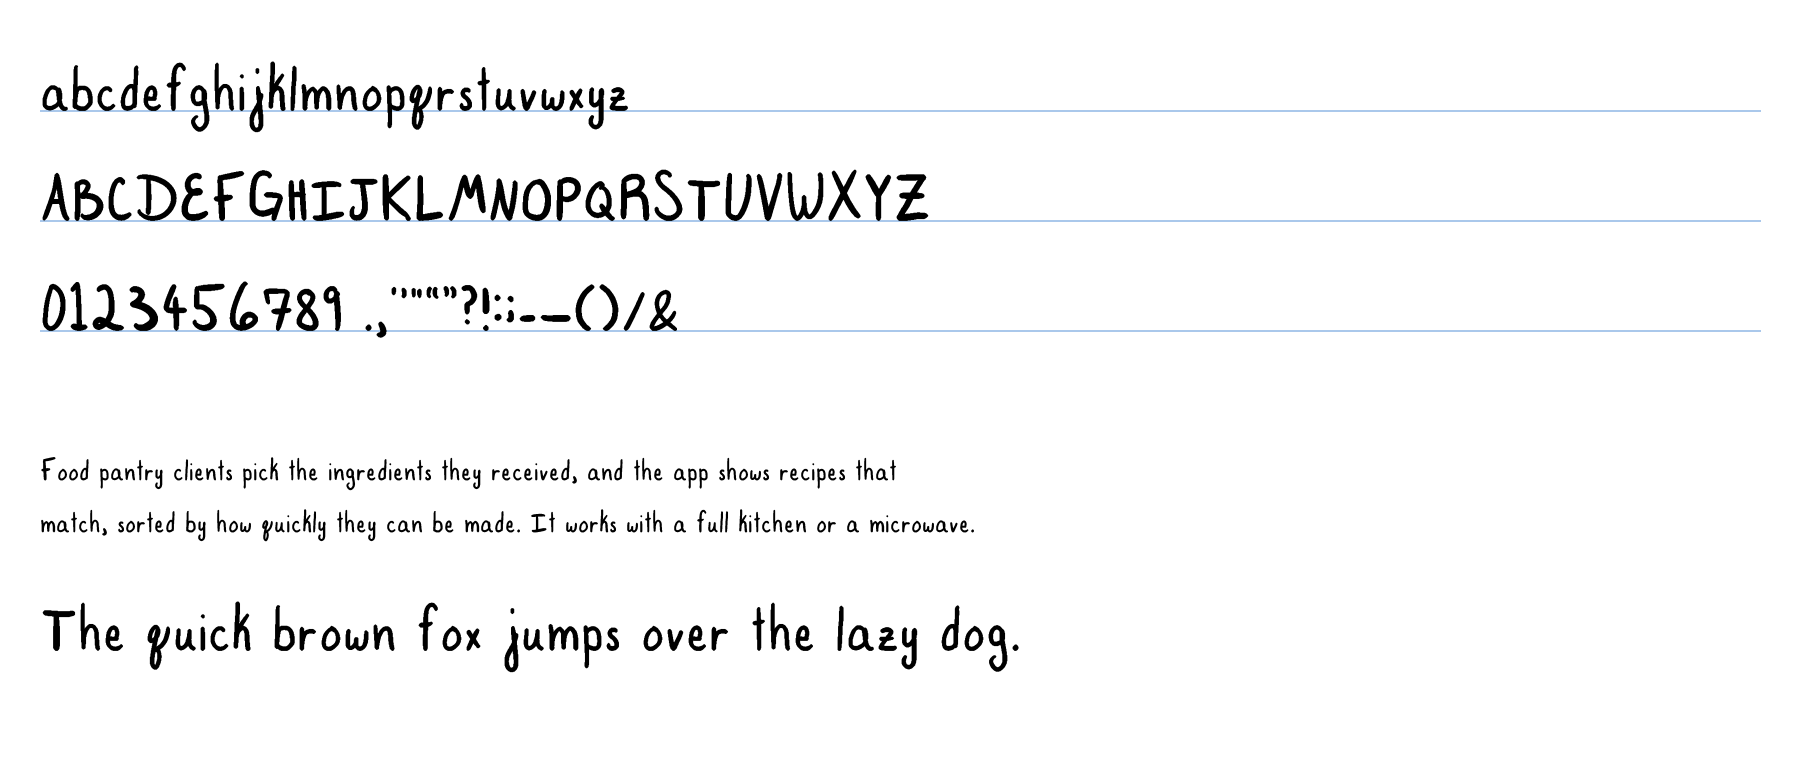 abcdefghijklmnopqrstuvwxyz
ABCDEFGHIJKLMNOPQRSTUVWXYZ
0123456789 .,'’"“”?!:;-–()/&
Food pantry clients pick the ingredients they received, and the app shows recipes that
match, sorted by how quickly they can be made. It works with a full kitchen or a microwave.
The quick brown fox jumps over the lazy dog.